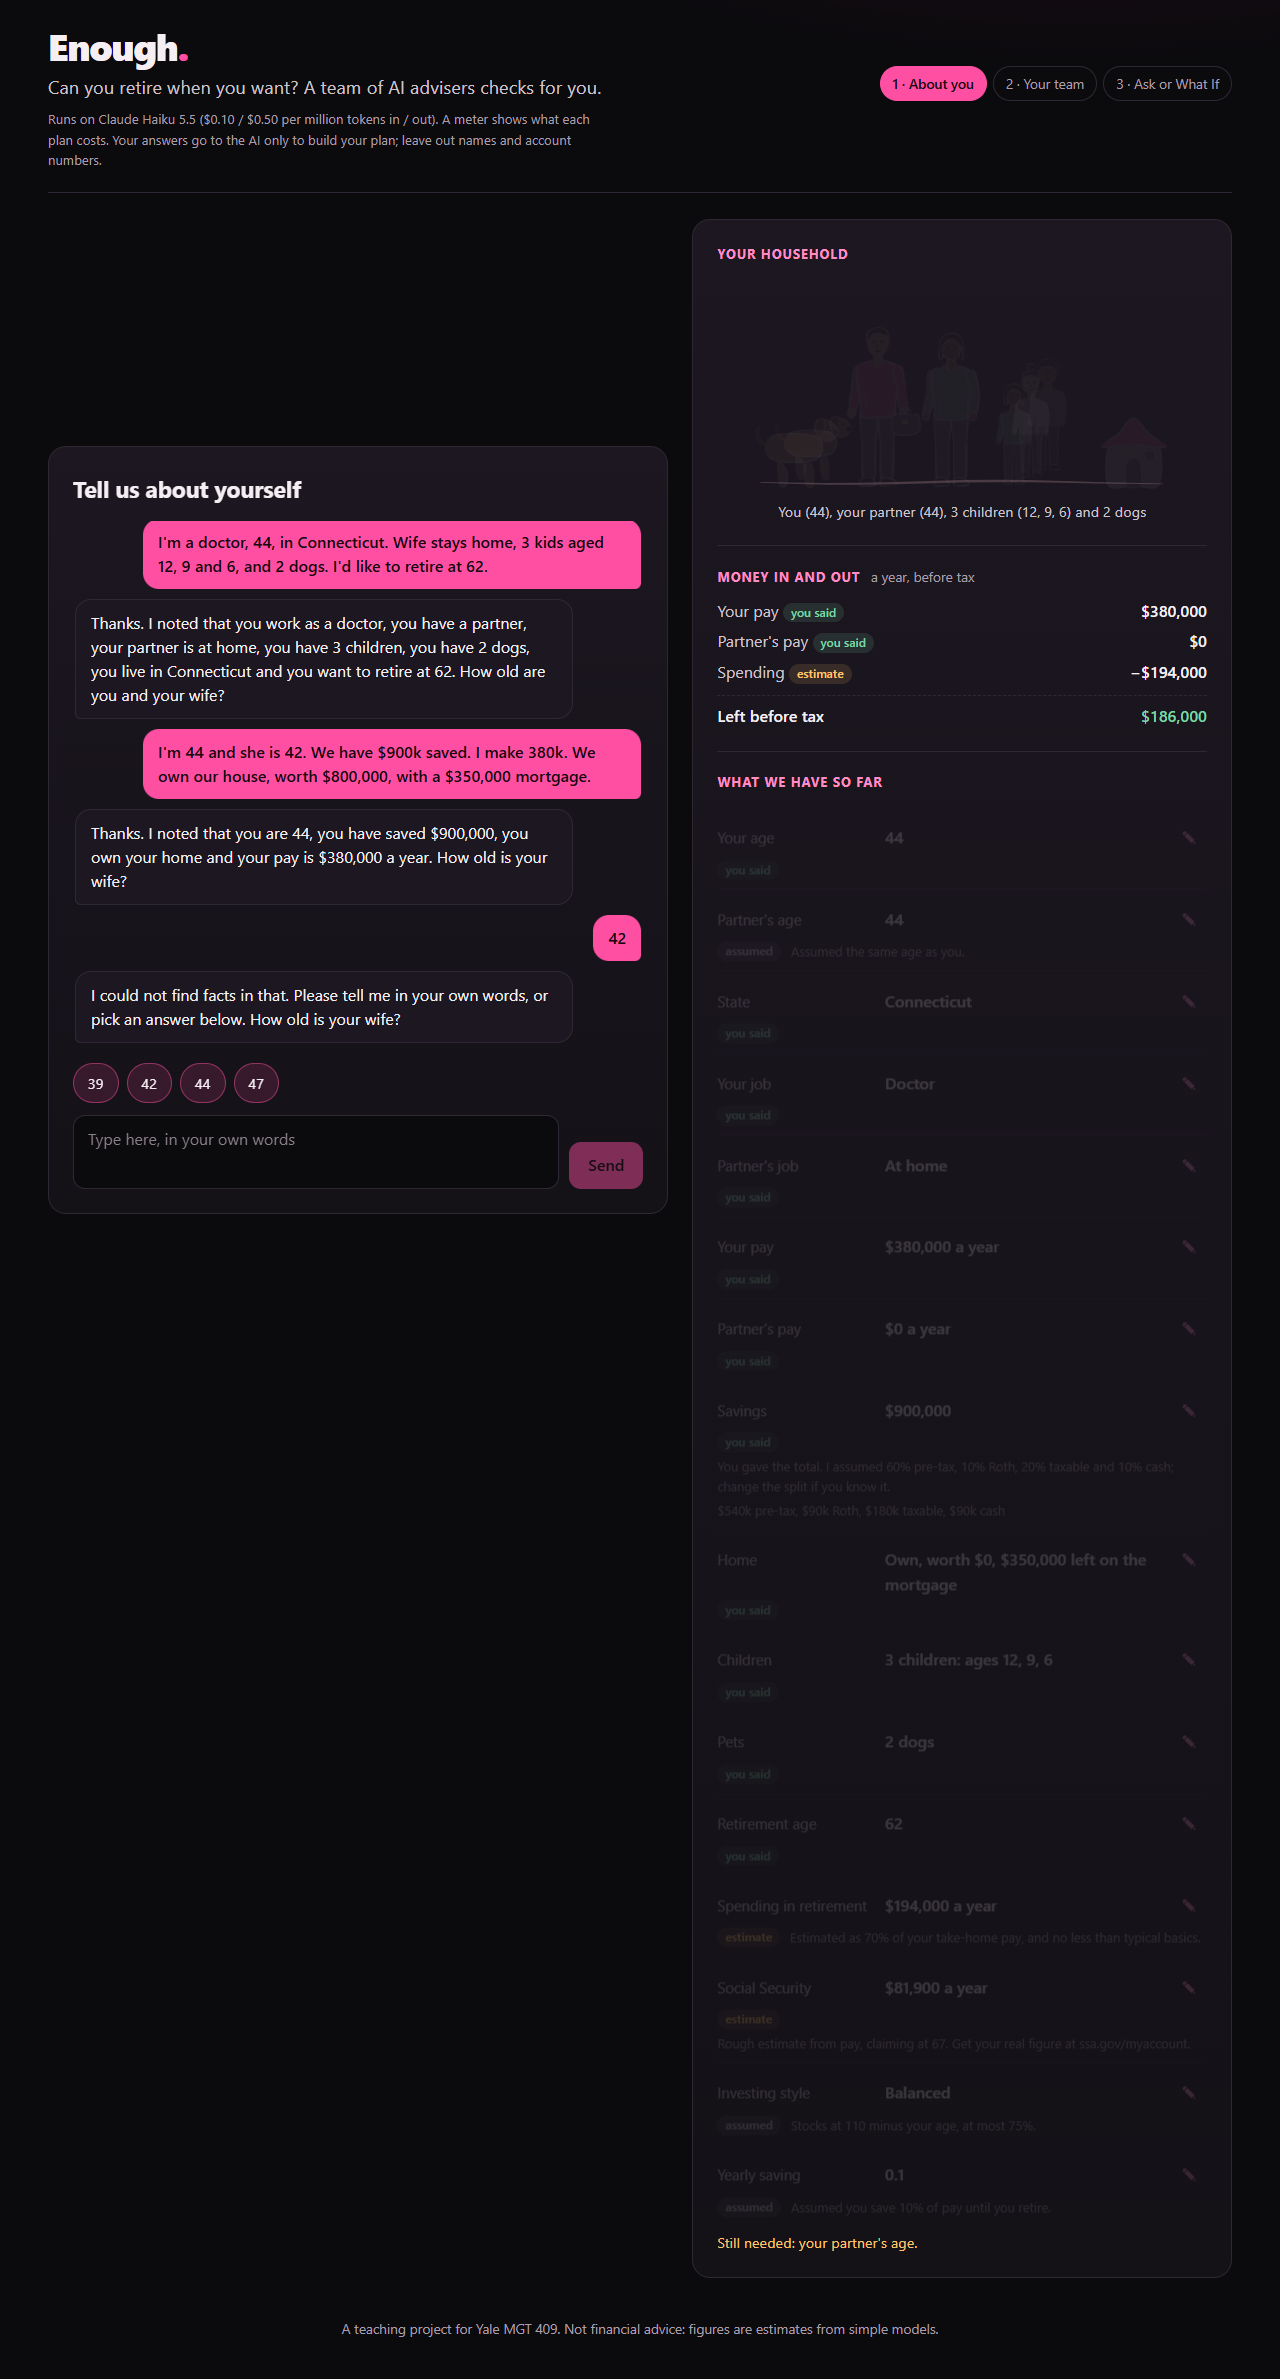 Enough.
Can you retire when you want? A team of AI advisers checks for you.
Runs on Claude Haiku 5.5 ($0.10 / $0.50 per million tokens in / out). A meter shows what each
plan costs. Your answers go to the AI only to build your plan; leave out names and account
numbers.
1 · About you
2 · Your team
3 · Ask or What If
Tell us about yourself
I'm a doctor, 44, in Connecticut. Wife stays home, 3 kids aged
12, 9 and 6, and 2 dogs. I'd like to retire at 62.
Thanks. I noted that you work as a doctor, you have a partner,
your partner is at home, you have 3 children, you have 2 dogs,
you live in Connecticut and you want to retire at 62. How old are
you and your wife?
I'm 44 and she is 42. We have $900k saved. I make 380k. We
own our house, worth $800,000, with a $350,000 mortgage.
Thanks. I noted that you are 44, you have saved $900,000, you
own your home and your pay is $380,000 a year. How old is your
wife?
42
I could not find facts in that. Please tell me in your own words, or
pick an answer below. How old is your wife?
39
42
44
47
Type here, in your own words
Send
YOUR HOUSEHOLD
You (44), your partner (44), 3 children (12, 9, 6) and 2 dogs
MONEY IN AND OUT a year, before tax
Your pay you said $380,000
Partner's pay you said $0
Spending estimate −$194,000
Left before tax $186,000
WHAT WE HAVE SO FAR
Your age 44
you said
Partner's age 44
assumed Assumed the same age as you.
State Connecticut
you said
Your job Doctor
you said
Partner's job At home
you said
Your pay $380,000 a year
you said
Partner's pay $0 a year
you said
Savings $900,000
you said
You gave the total. I assumed 60% pre-tax, 10% Roth, 20% taxable and 10% cash;
change the split if you know it.
$540k pre-tax, $90k Roth, $180k taxable, $90k cash
Home Own, worth $0, $350,000 left on the
mortgage
you said
Children 3 children: ages 12, 9, 6
you said
Pets 2 dogs
you said
Retirement age 62
you said
Spending in retirement $194,000 a year
estimate Estimated as 70% of your take-home pay, and no less than typical basics.
Social Security $81,900 a year
estimate
Rough estimate from pay, claiming at 67. Get your real figure at ssa.gov/myaccount.
Investing style Balanced
assumed Stocks at 110 minus your age, at most 75%.
Yearly saving 0.1
assumed Assumed you save 10% of pay until you retire.
Still needed: your partner's age.
A teaching project for Yale MGT 409. Not financial advice: figures are estimates from simple models.